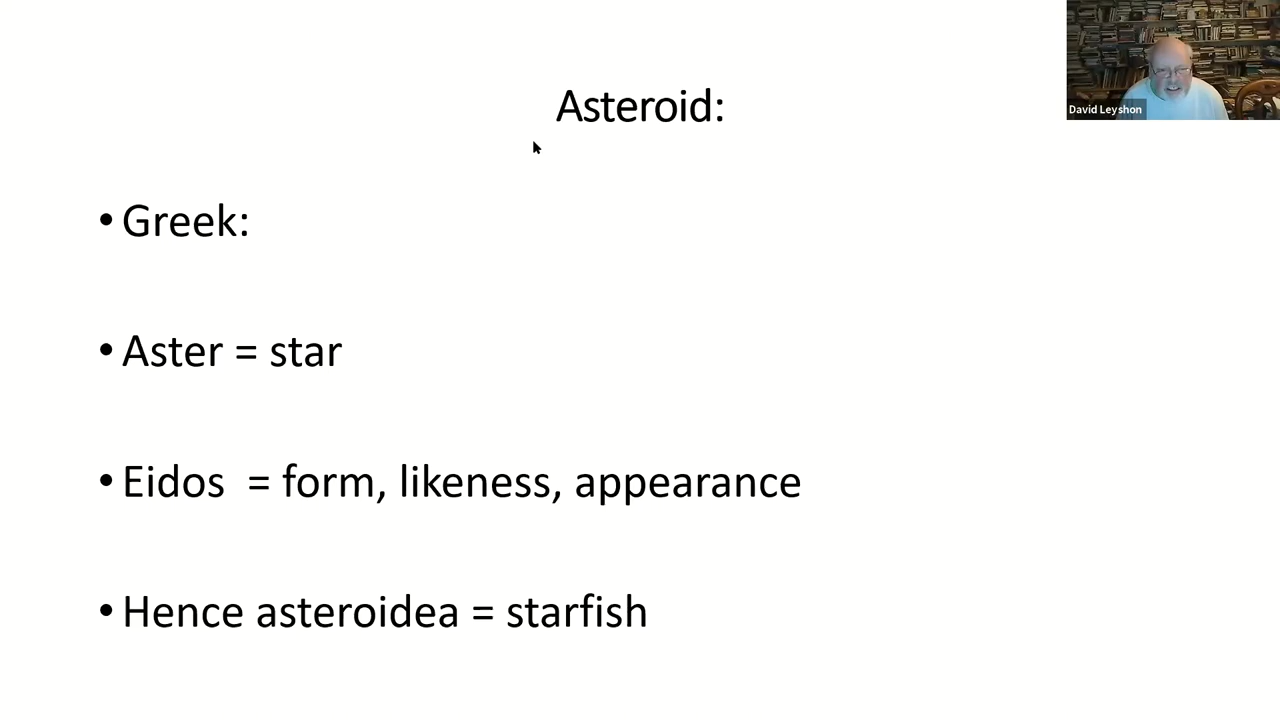 Asteroid:
David Leyshon
• Greek:
• Aster = star
• Eidos  = form, likeness, appearance
• Hence asteroidea = starfish